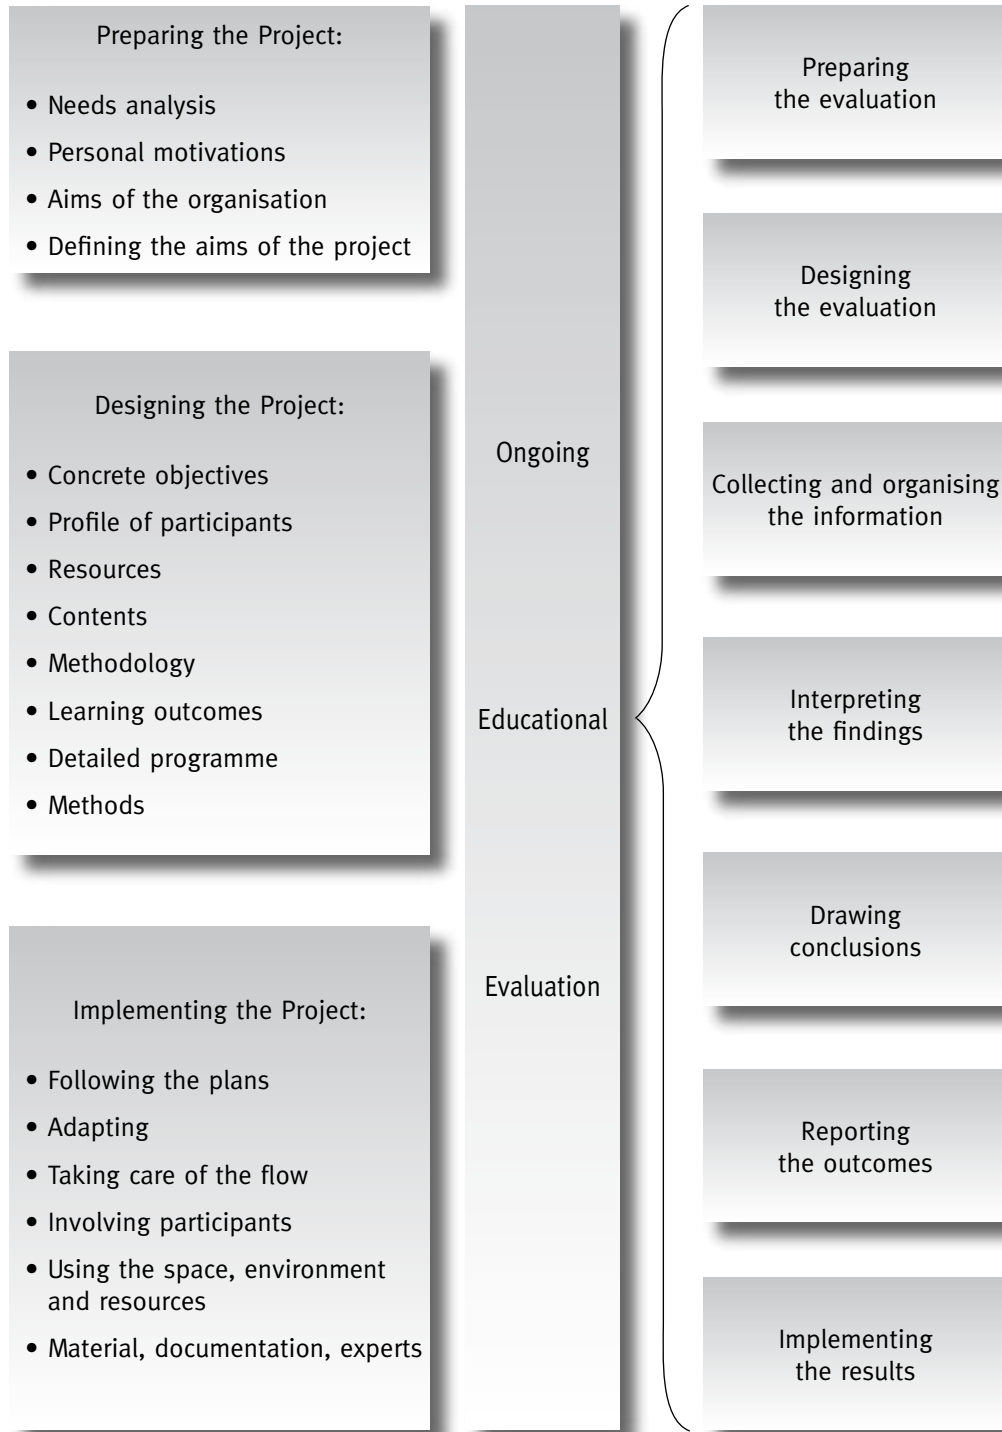 Preparing the Project:
• Needs analysis
• Personal motivations
• Aims of the organisation
• Defining the aims of the project
Designing the Project:
• Concrete objectives
• Profile of participants
• Resources
• Contents
• Methodology
• Learning outcomes
• Detailed programme
• Methods
Implementing the Project:
• Following the plans
• Adapting
• Taking care of the flow
• Involving participants
• Using the space, environment
and resources
• Material, documentation, experts
Ongoing
Educational
Evaluation
Preparing
the evaluation
Designing
the evaluation
Collecting and organising
the information
Interpreting
the findings
Drawing
conclusions
Reporting
the outcomes
Implementing
the results